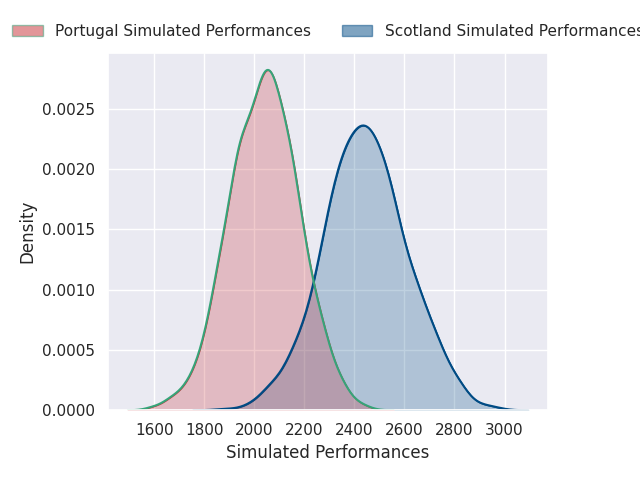 Portugal Simulated Performances Scotland Simulated Performances
0.0025
0.0020
0.0015
0.0010
0.0005
0.0000
Density
1600 1800 2000 2200 2400 2600 2800 3000
Simulated Performances